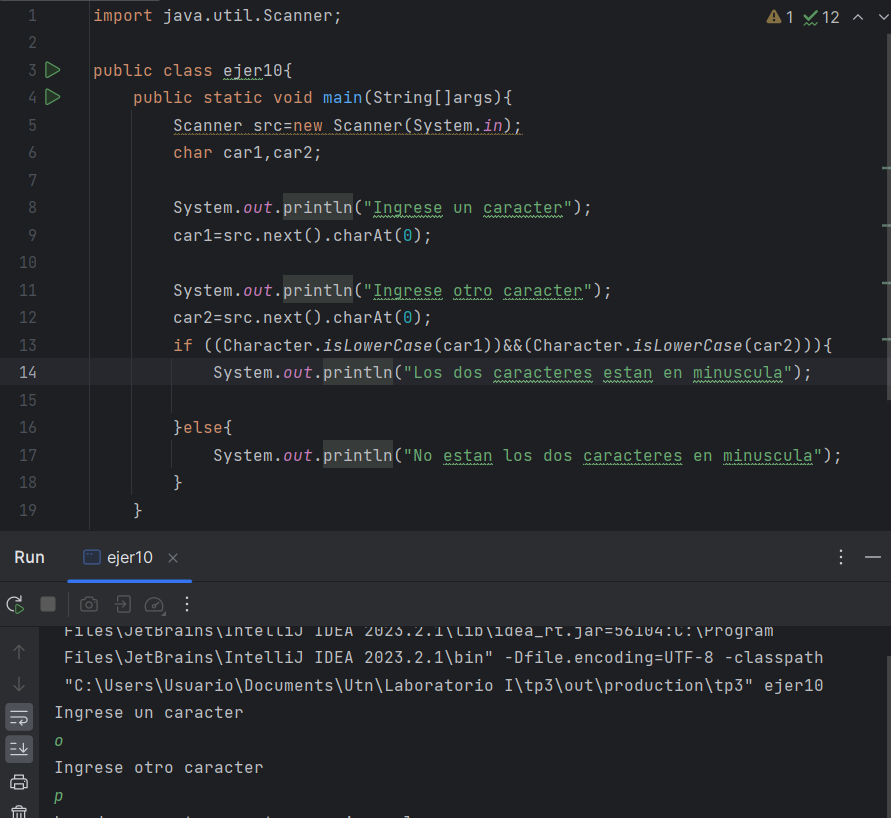 1 import java.util.Scanner;
1 12
2
3 public class ejer10{
4 public static void main(String[]args){
5 Scanner src=new Scanner(System.in);
6 char car1,car2;
7
8 System.out.println("Ingrese un caracter");
9 car1=src.next().charAt(0);
10
11 System.out.println("Ingrese otro caracter");
12 car2=src.next().charAt(0);
13 if ((Character.isLowerCase(car1))&&(Character.isLowerCase(car2))){
14 System.out.println("Los dos caracteres estan en minuscula");
15
16 }else{
17 System.out.println("No estan los dos caracteres en minuscula");
18 }
19 }
Run ejer10
Files\JetBrains\IntelliJ IDEA 2023.2.1\lib\idea_rt.jar=56104:C:\Program
Files\JetBrains\IntelliJ IDEA 2023.2.1\bin" -Dfile.encoding=UTF-8 -classpath
"C:\Users\Usuario\Documents\Utn\Laboratorio I\tp3\out\production\tp3" ejer10
Ingrese un caracter
o
Ingrese otro caracter
p